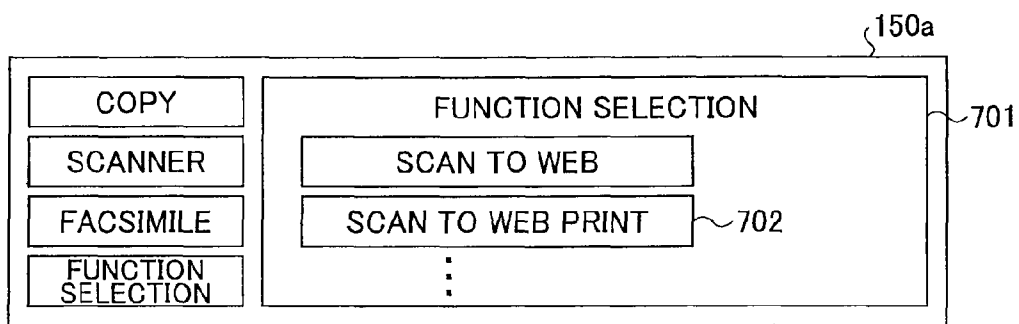 150a
COPY
SCANNER
FACSIMILE
FUNCTION
SELECTION
FUNCTION SELECTION
701
SCAN TO WEB
SCAN TO WEB PRINT
702